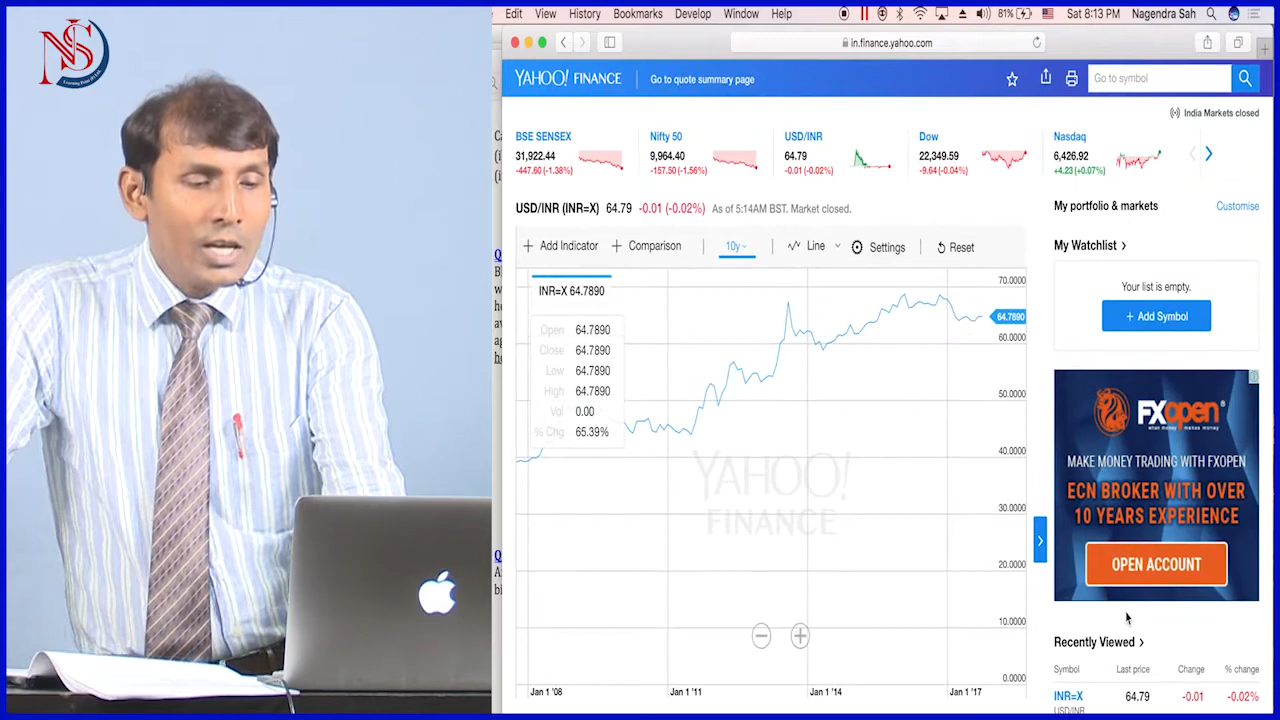 NS
Learning Point (P) Ltd.
Edit View History Bookmarks Develop Window Help 81% Sat 8:13 PM Nagendra Sah
in.finance.yahoo.com
YAHOO! FINANCE Go to quote summary page Go to symbol
India Markets closed
BSE SENSEX Nifty 50 USD/INR Dow Nasdaq
31,922.44 9,964.40 64.79 22,349.59 6,426.92
-447.60 (-1.38%) -157.50 (-1.56%) -0.01 (-0.02%) -9.64 (-0.04%) +4.23 (+0.07%)
USD/INR (INR=X) 64.79 -0.01 (-0.02%) As of 5:14AM BST. Market closed.
My portfolio & markets Customise
Add Indicator Comparison 10y Line Settings Reset
My Watchlist
Your list is empty.
+ Add Symbol
INR=X 64.7890
Open 64.7890
Close 64.7890
Low 64.7890
High 64.7890
Vol 0.00
% Chg 65.39%
70.0000
64.7890
60.0000
50.0000
40.0000
30.0000
20.0000
10.0000
0.0000
YAHOO!
FINANCE
Jan 1 '08 Jan 1 '11 Jan 1 '14 Jan 1 '17
FXopen
what money makes money
MAKE MONEY TRADING WITH FXOPEN
ECN BROKER WITH OVER
10 YEARS EXPERIENCE
OPEN ACCOUNT
Recently Viewed
Symbol Last price Change % change
INR=X 64.79 -0.01 -0.02%
USD/INR